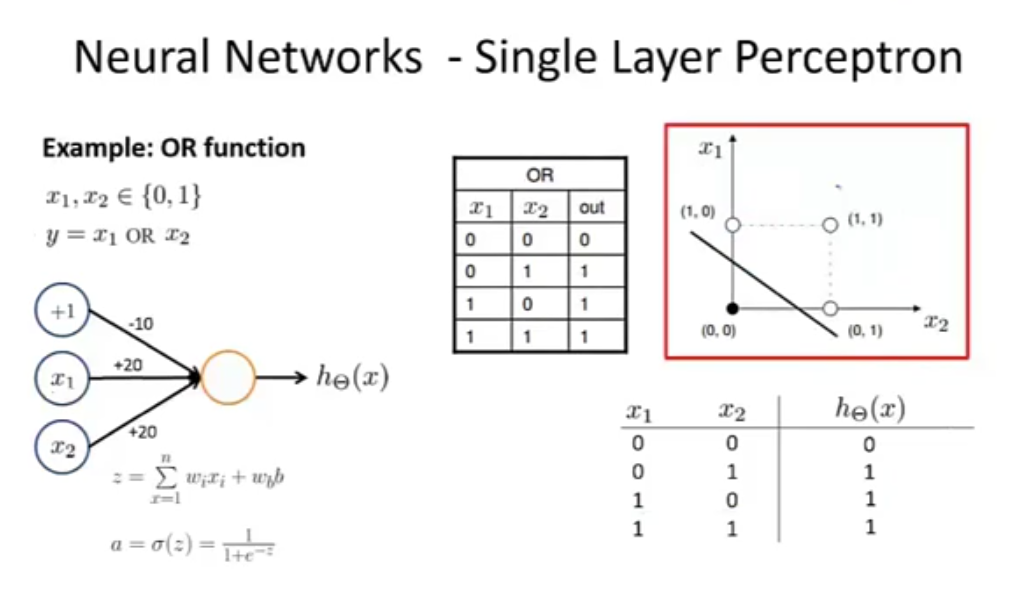 Neural Networks - Single Layer Perceptron
Example: OR function
x₁, x₂ ∈ {0, 1}
y = x₁ OR x₂
+1
-10
x₁
+20
x₂
+20
hΘ(x)
z = ∑ₓ₌₁ⁿ wᵢxᵢ + w_b b
a = σ(z) = 1/(1+e^{-z})
OR
x₁ x₂ out
0 0 0
0 1 1
1 0 1
1 1 1
x₁
(1, 0)
(1, 1)
(0, 0)
(0, 1)
x₂
x₁ x₂ hΘ(x)
0 0 0
0 1 1
1 0 1
1 1 1